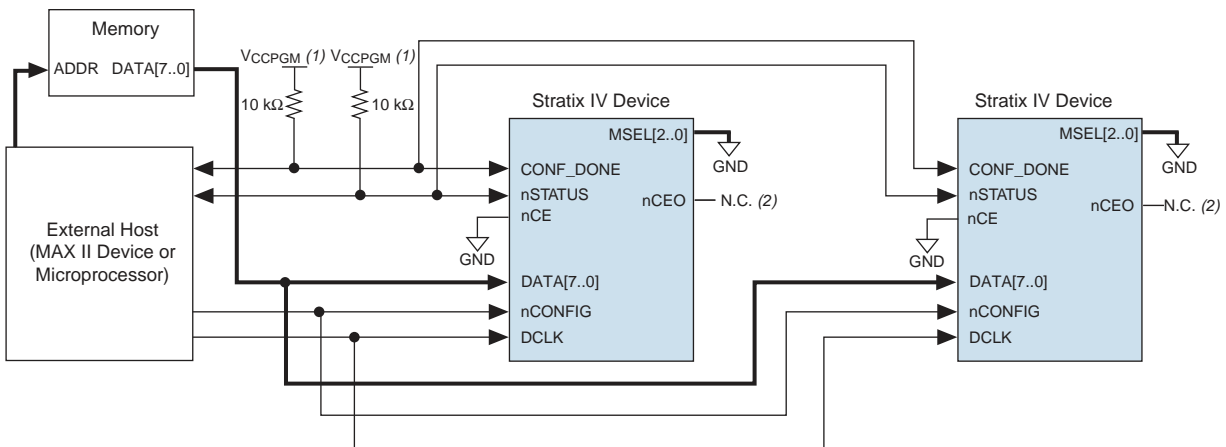 Memory
ADDR DATA[7..0]
VCCPGM (1) VCCPGM (1)
10 kΩ 10 kΩ
External Host
(MAX II Device or
Microprocessor)
Stratix IV Device
MSEL[2..0]
GND
CONF_DONE
nSTATUS
nCE
nCEO N.C. (2)
GND
DATA[7..0]
nCONFIG
DCLK
Stratix IV Device
MSEL[2..0]
GND
CONF_DONE
nSTATUS
nCE
nCEO N.C. (2)
GND
DATA[7..0]
nCONFIG
DCLK